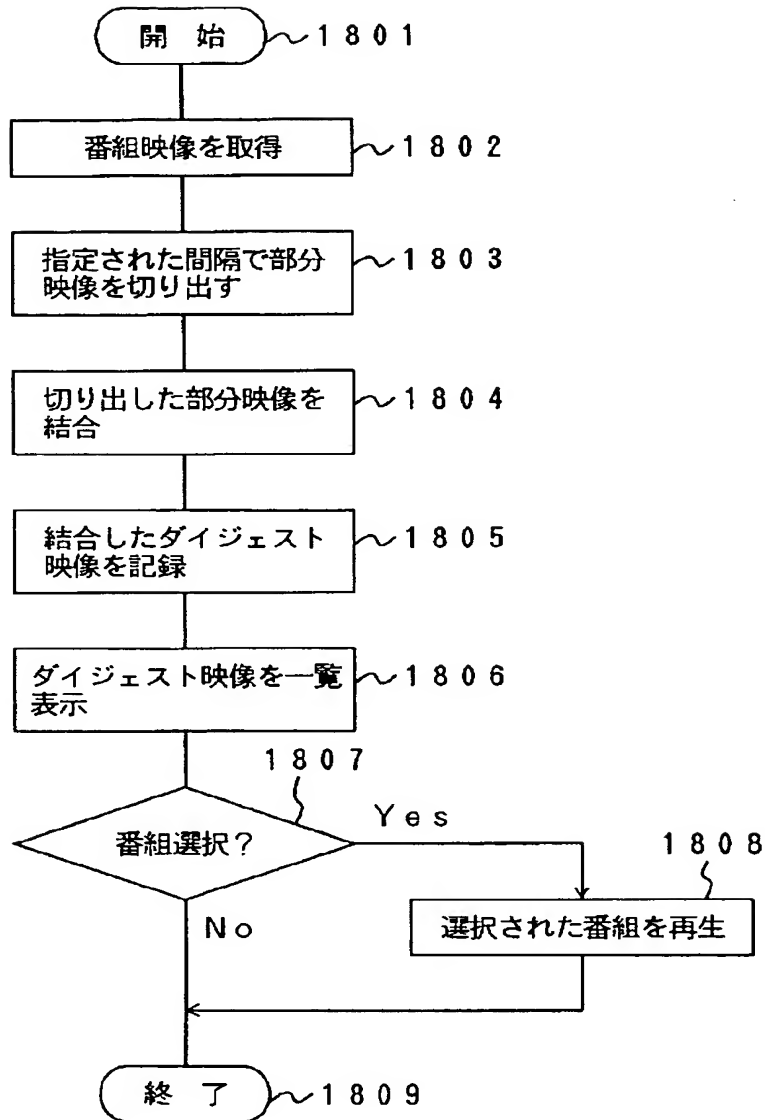 開 始
1801
番組映像を取得
1802
指定された間隔で部分
映像を切り出す
1803
切り出した部分映像を
結合
1804
結合したダイジェスト
映像を記録
1805
ダイジェスト映像を一覧
表示
1806
1807
番組選択?
Yes
1808
選択された番組を再生
No
終 了
1809